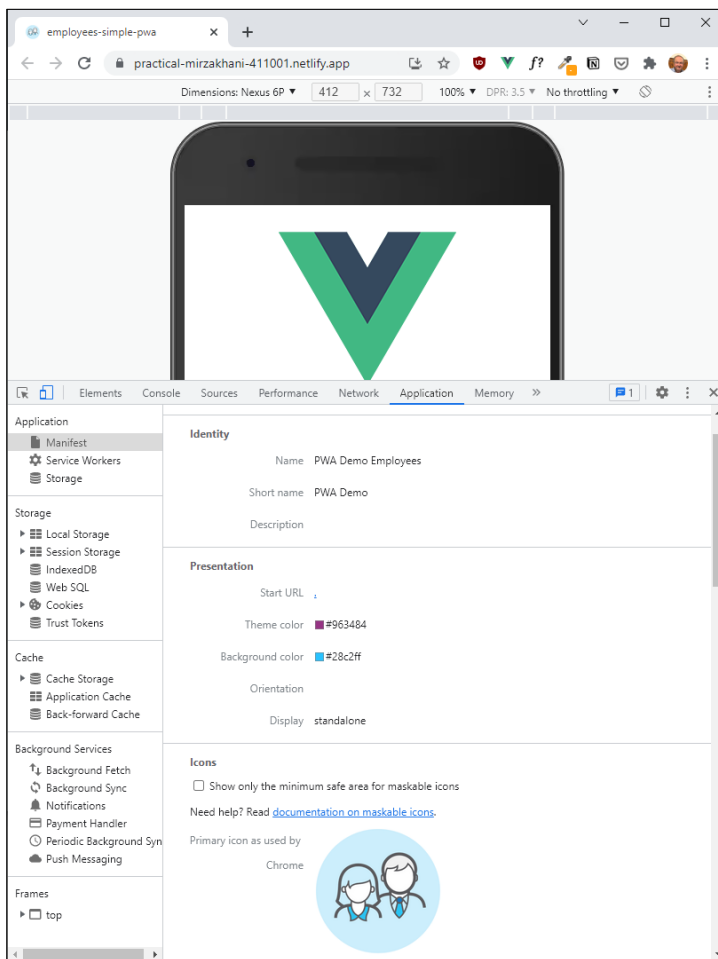 employees-simple-pwa
practical-mirzakhani-411001.netlify.app
f?
Dimensions: Nexus 6P ▼ 412 x 732 100% ▼ DPR: 3.5 ▼ No throttling ▼
Elements Console Sources Performance Network Application Memory » 1
Application
Manifest
Service Workers
Storage
Storage
Local Storage
Session Storage
IndexedDB
Web SQL
Cookies
Trust Tokens
Cache
Cache Storage
Application Cache
Back-forward Cache
Background Services
Background Fetch
Background Sync
Notifications
Payment Handler
Periodic Background Syn
Push Messaging
Frames
top
Identity
Name PWA Demo Employees
Short name PWA Demo
Description
Presentation
Start URL .
Theme color #963484
Background color #28c2ff
Orientation
Display standalone
Icons
Show only the minimum safe area for maskable icons
Need help? Read documentation on maskable icons.
Primary icon as used by
Chrome